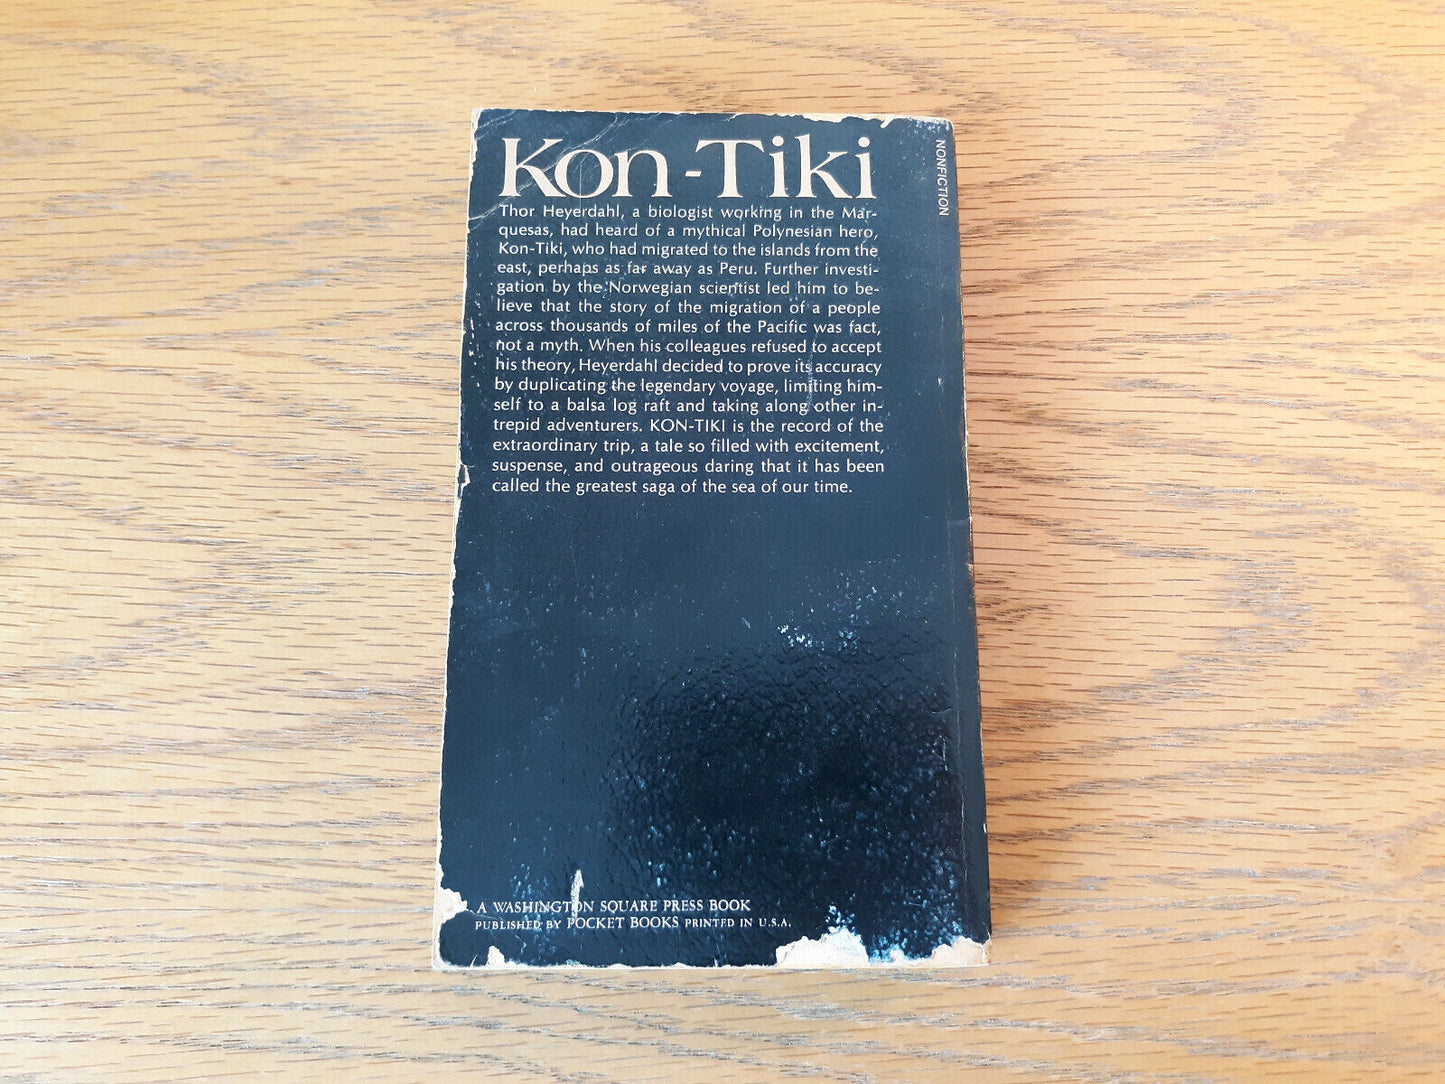 Kon-Tiki
Thor Heyerdahl, a biologist working in the Mar-
quesas, had heard of a mythical Polynesian hero,
Kon-Tiki, who had migrated to the islands from the
east, perhaps as far away as Peru. Further investi-
gation by the Norwegian scientist led him to be-
lieve that the story of the migration of a people
across thousands of miles of the Pacific was fact,
not a myth. When his colleagues refused to accept
his theory, Heyerdahl decided to prove its accuracy
by duplicating the legendary voyage, limiting him-
self to a balsa log raft and taking along other in-
trepid adventurers. KON-TIKI is the record of the
extraordinary trip, a tale so filled with excitement,
suspense, and outrageous daring that it has been
called the greatest saga of the sea of our time.
NONFICTION
A WASHINGTON SQUARE PRESS BOOK
PUBLISHED BY POCKET BOOKS PRINTED IN U.S.A.